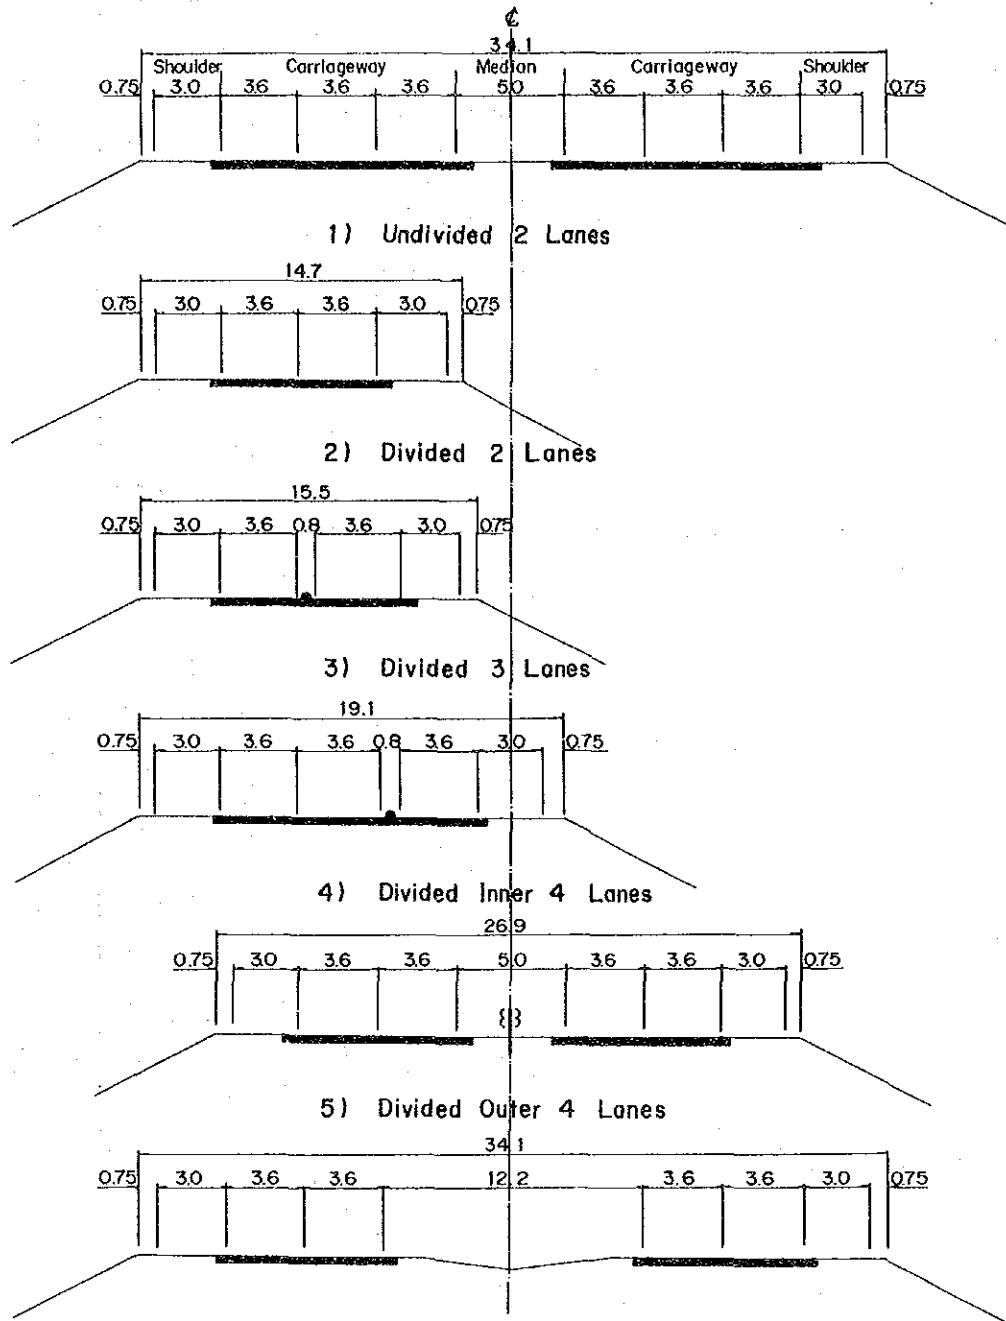 ℄
34.1
Shoulder Carriageway Median Carriageway Shoulder
0.75 3.0 3.6 3.6 3.6 5.0 3.6 3.6 3.6 3.0 0.75
1) Undivided 2 Lanes
14.7
0.75 3.0 3.6 3.6 3.0 0.75
2) Divided 2 Lanes
15.5
0.75 3.0 3.6 0.8 3.6 3.0 0.75
3) Divided 3 Lanes
19.1
0.75 3.0 3.6 3.6 0.8 3.6 3.0 0.75
4) Divided Inner 4 Lanes
26.9
0.75 3.0 3.6 3.6 5.0 3.6 3.6 3.0 0.75
5) Divided Outer 4 Lanes
34.1
0.75 3.0 3.6 3.6 12.2 3.6 3.6 3.0 0.75